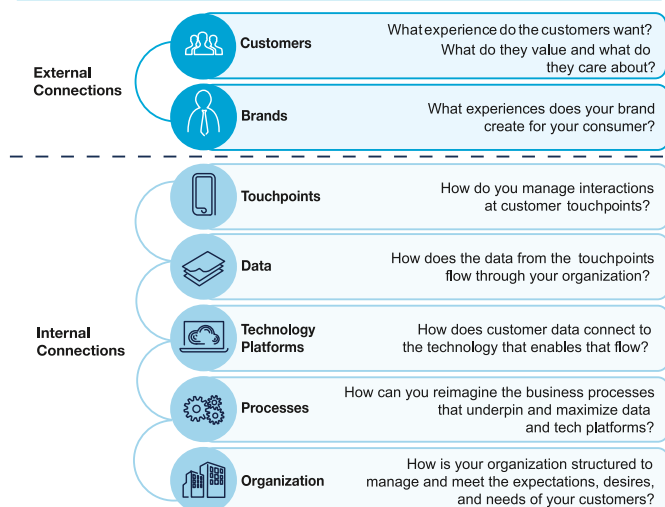 External
Connections
Customers
What experience do the customers want?
What do they value and what do
they care about?
Brands
What experiences does your brand
create for your consumer?
Internal
Connections
Touchpoints
How do you manage interactions
at customer touchpoints?
Data
How does the data from the touchpoints
flow through your organization?
Technology
Platforms
How does customer data connect to
the technology that enables that flow?
Processes
How can you reimagine the business processes
that underpin and maximize data
and tech platforms?
Organization
How is your organization structured to
manage and meet the expectations, desires,
and needs of your customers?